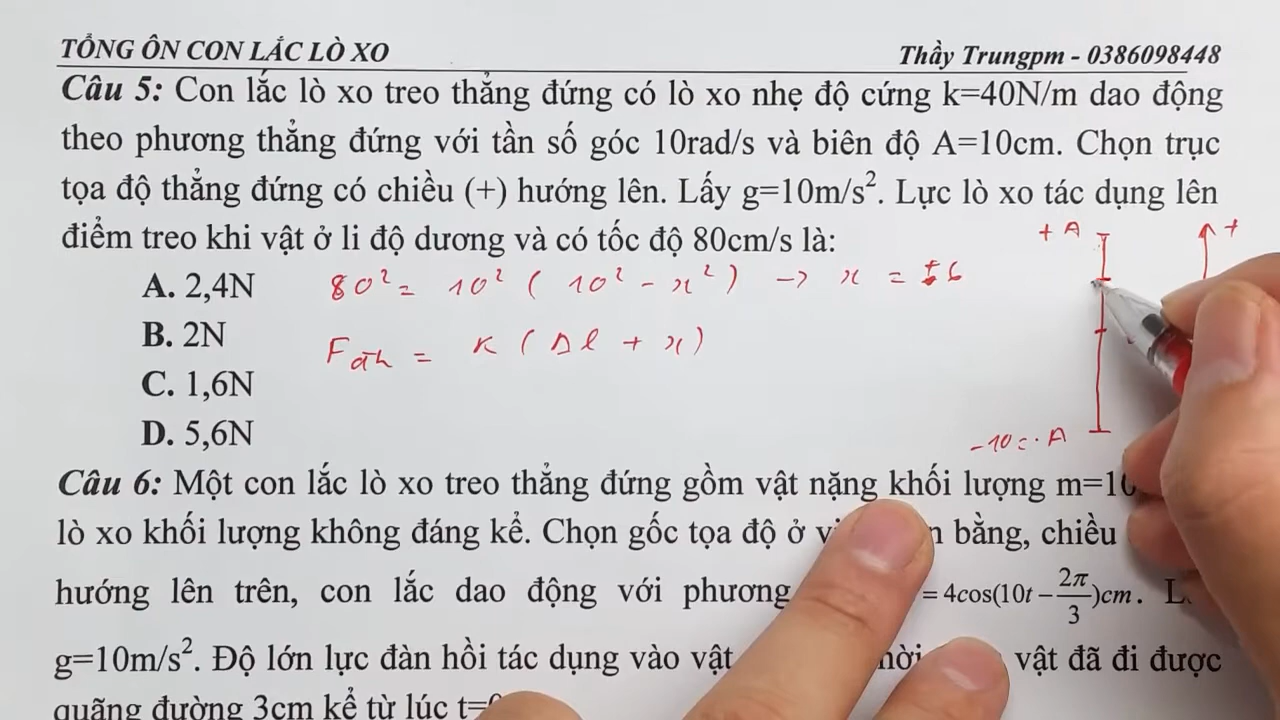 TỔNG ÔN CON LẮC LÒ XO Thầy Trungpm - 0386098448
Câu 5: Con lắc lò xo treo thẳng đứng có lò xo nhẹ độ cứng k=40N/m dao động
theo phương thẳng đứng với tần số góc 10rad/s và biên độ A=10cm. Chọn trục
tọa độ thẳng đứng có chiều (+) hướng lên. Lấy g=10m/s². Lực lò xo tác dụng lên
điểm treo khi vật ở li độ dương và có tốc độ 80cm/s là:
+A +
A. 2,4N 80² = 10² (10² - x²) → x = ±6
B. 2N Fđh = K (Δl + x)
C. 1,6N
D. 5,6N -10 = -A
Câu 6: Một con lắc lò xo treo thẳng đứng gồm vật nặng khối lượng
lò xo khối lượng không đáng kể. Chọn gốc tọa độ ở bằng, chiều
hướng lên trên, con lắc dao động với phương = 4cos(10t - 2π/3)cm.
g=10m/s². Độ lớn lực đàn hồi tác dụng vào vật vật đã đi được
quãng đường 3cm kể từ lúc